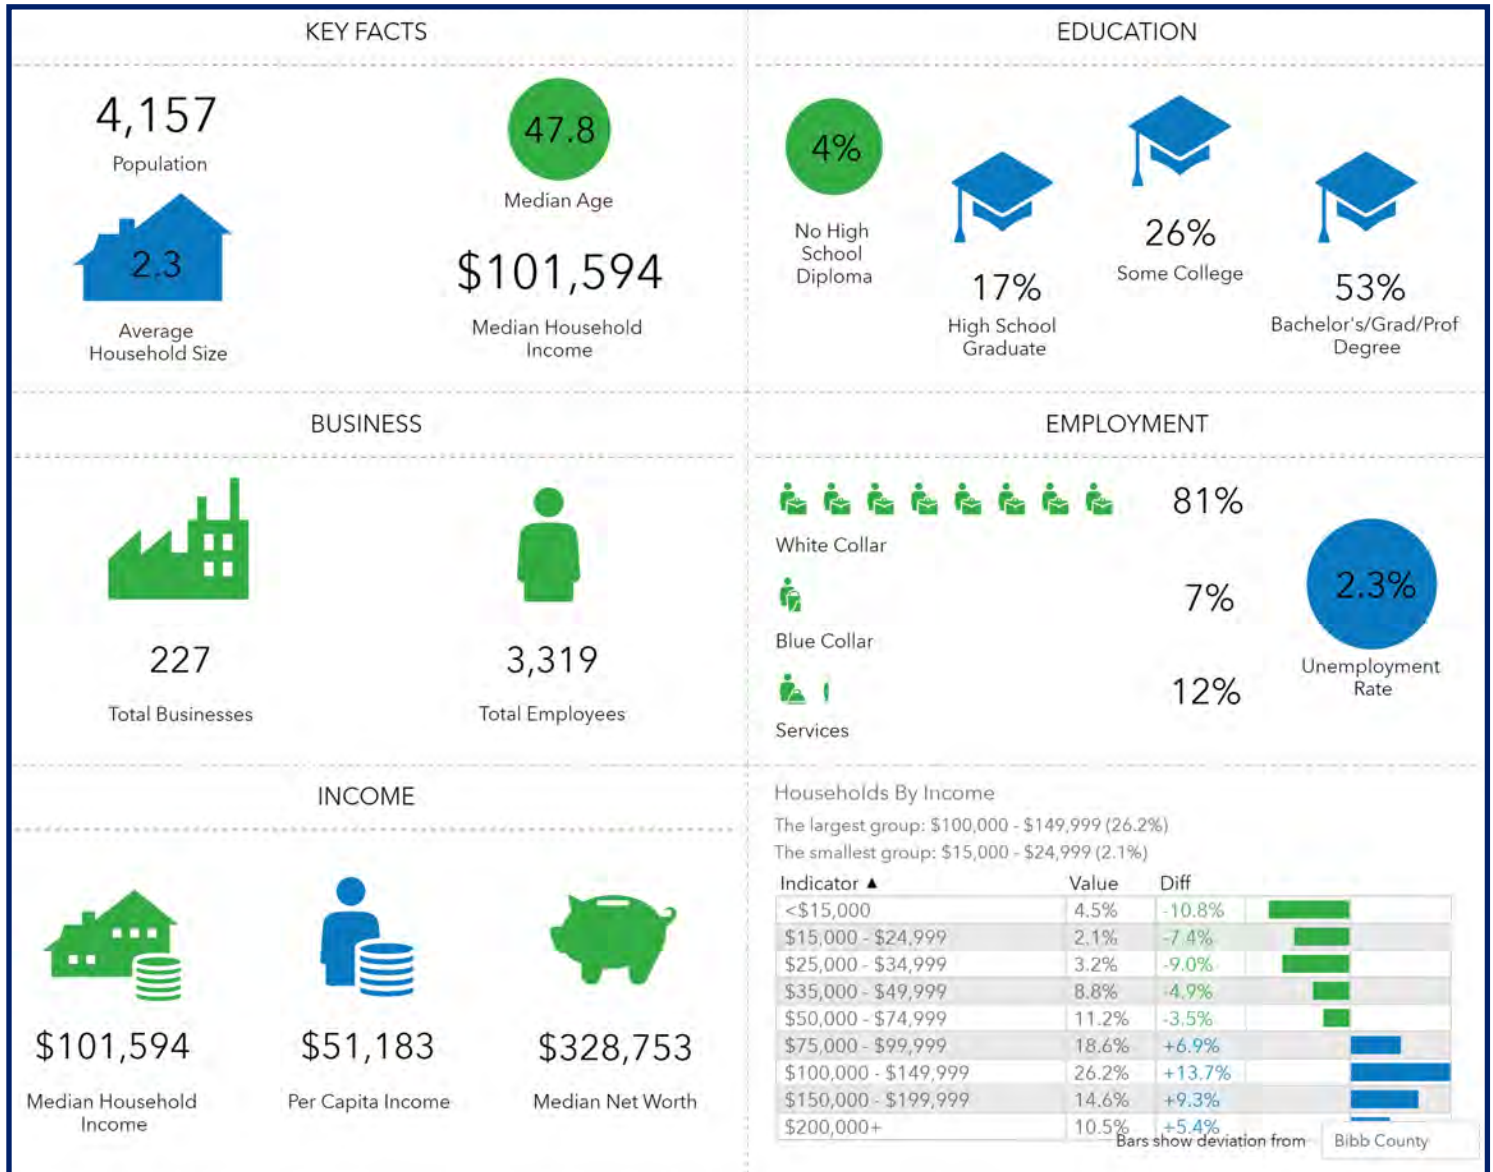 KEY FACTS
4,157
Population
47.8
Median Age
2.3
Average
Household Size
$101,594
Median Household
Income
EDUCATION
4%
No High
School
Diploma
17%
High School
Graduate
26%
Some College
53%
Bachelor's/Grad/Prof
Degree
BUSINESS
227
Total Businesses
3,319
Total Employees
EMPLOYMENT
81%
White Collar
7%
Blue Collar
12%
Services
2.3%
Unemployment
Rate
INCOME
$101,594
Median Household
Income
$51,183
Per Capita Income
$328,753
Median Net Worth
Households By Income
The largest group: $100,000 - $149,999 (26.2%)
The smallest group: $15,000 - $24,999 (2.1%)
Indicator ▲ Value Diff
<$15,000 4.5% -10.8%
$15,000 - $24,999 2.1% -7.4%
$25,000 - $34,999 3.2% -9.0%
$35,000 - $49,999 8.8% -4.9%
$50,000 - $74,999 11.2% -3.5%
$75,000 - $99,999 18.6% +6.9%
$100,000 - $149,999 26.2% +13.7%
$150,000 - $199,999 14.6% +9.3%
$200,000+ 10.5% +5.4%
Bars show deviation from Bibb County